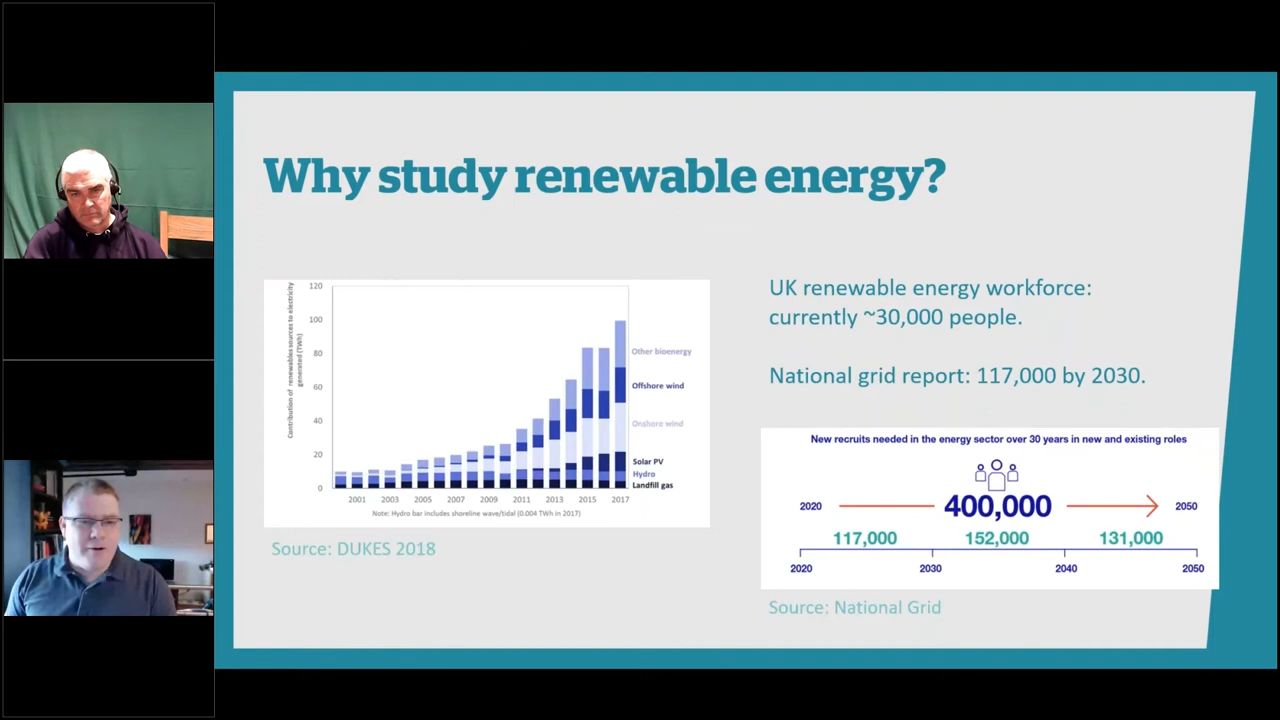 Why study renewable energy?
Contribution of renewables sources to electricity
generated (TWh)
120
100
80
60
40
20
0
Other bioenergy
Offshore wind
Onshore wind
Solar PV
Hydro
Landfill gas
2001 2003 2005 2007 2009 2011 2013 2015 2017
Note: Hydro bar includes shoreline wave/tidal (0.004 TWh in 2017)
Source: DUKES 2018
UK renewable energy workforce:
currently ~30,000 people.
National grid report: 117,000 by 2030.
New recruits needed in the energy sector over 30 years in new and existing roles
2020 400,000 2050
117,000 152,000 131,000
2020 2030 2040 2050
Source: National Grid